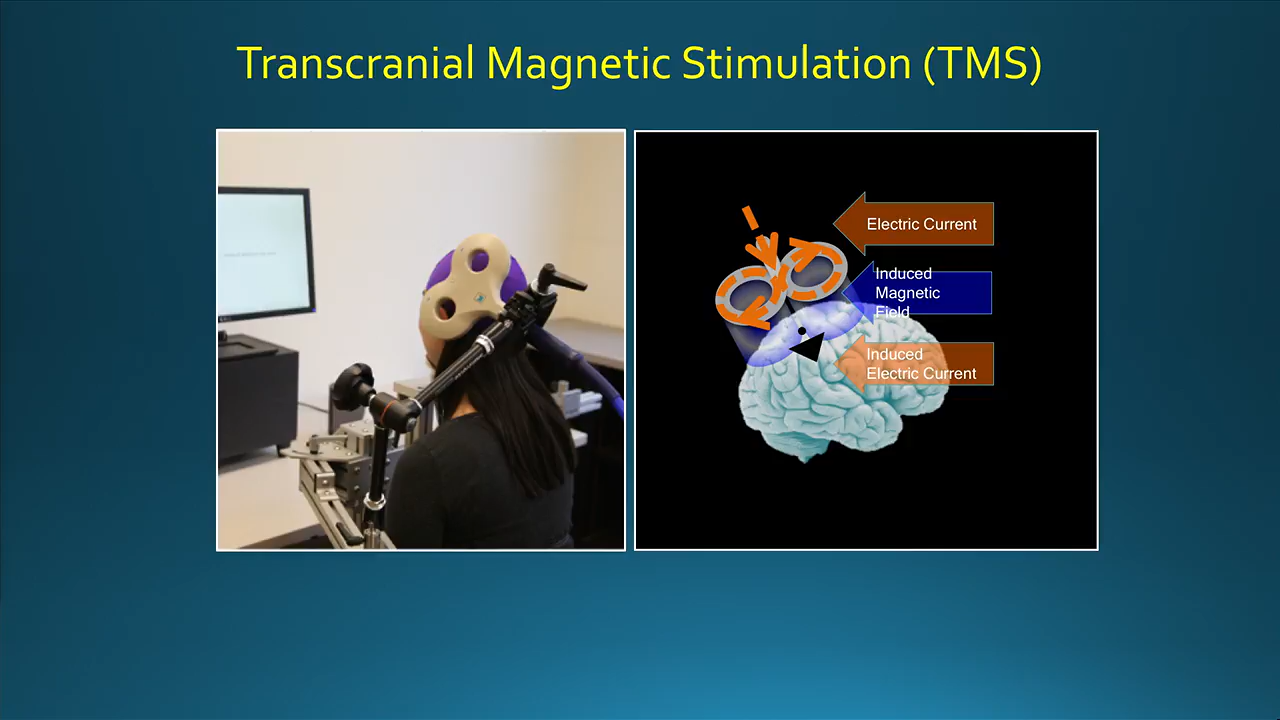 Transcranial Magnetic Stimulation (TMS)
Electric Current
Induced
Magnetic
Field
Induced
Electric Current